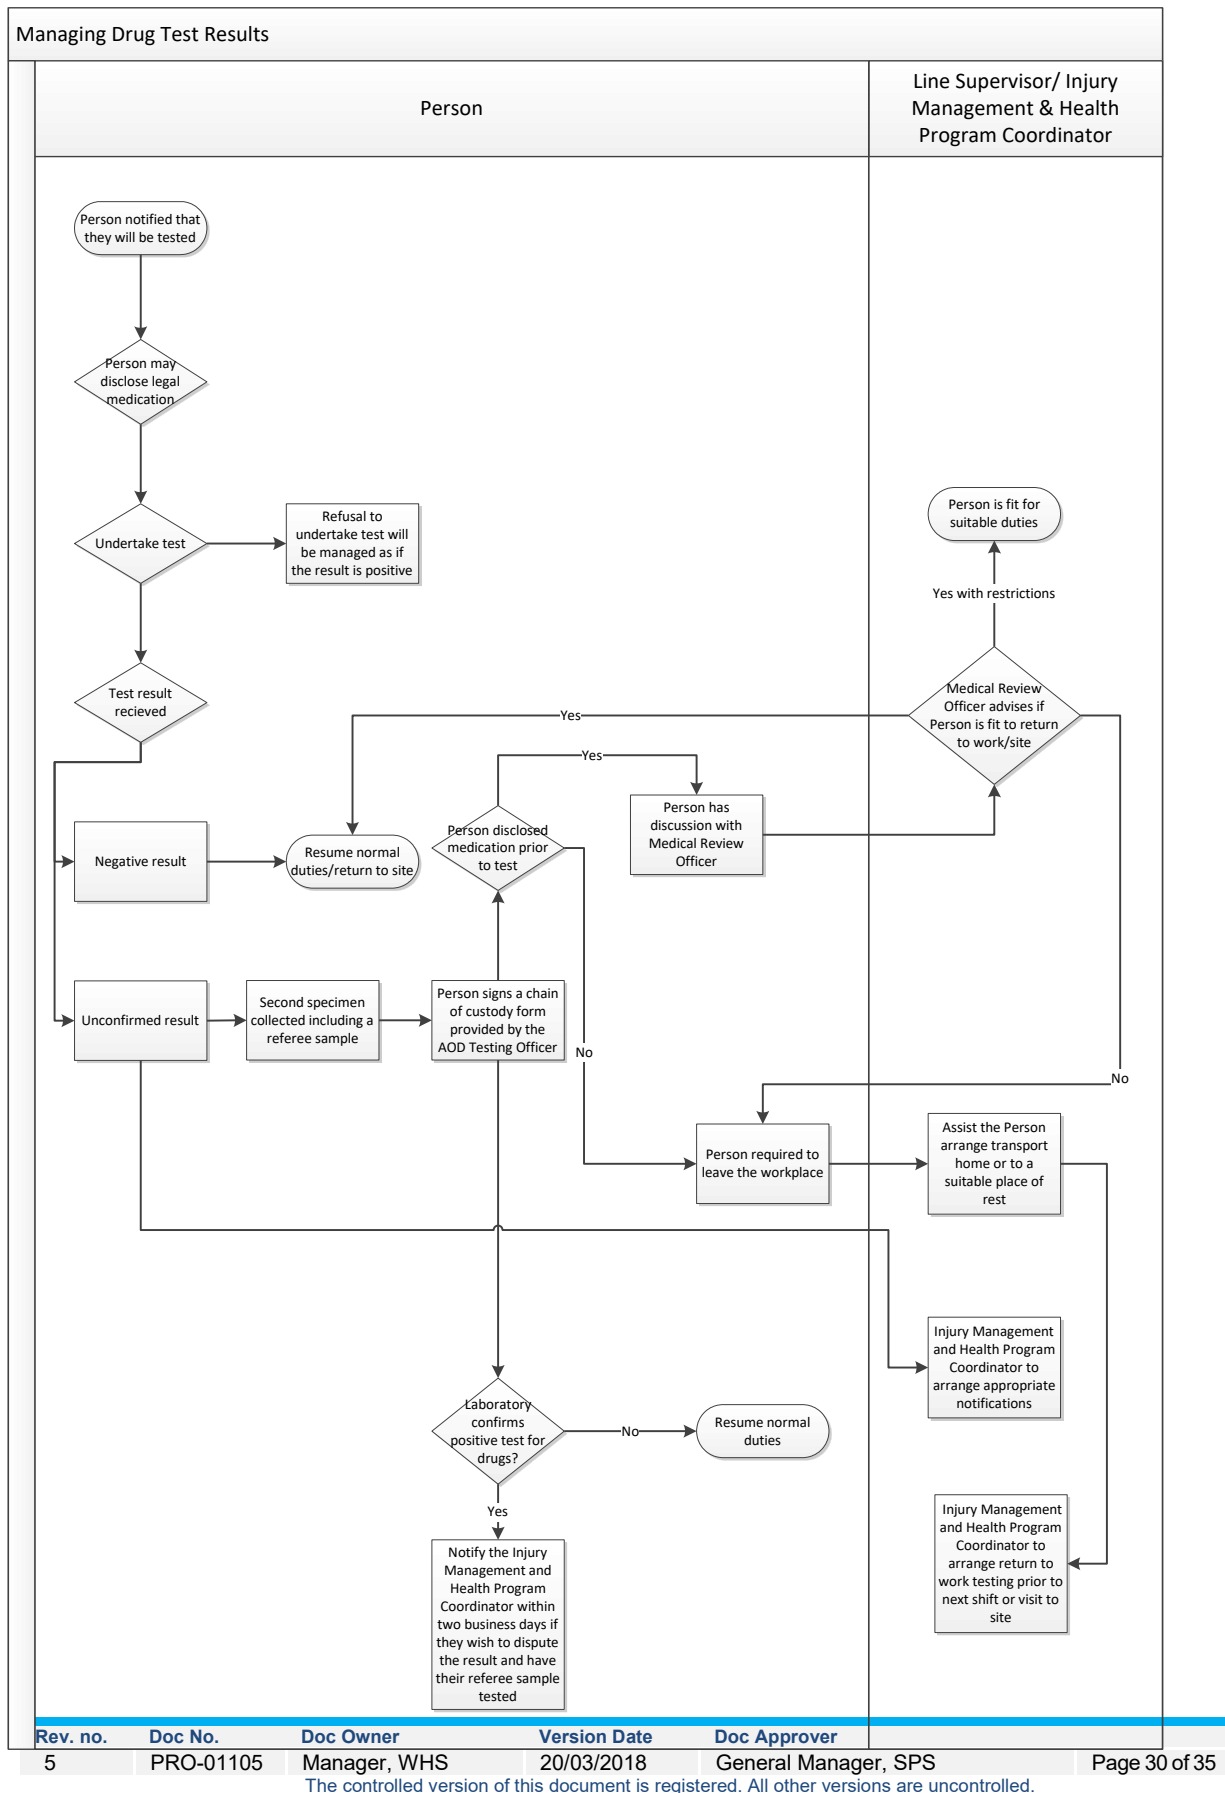 Managing Drug Test Results
Person
Line Supervisor/ Injury
Management & Health
Program Coordinator
Person notified that
they will be tested
Person may
disclose legal
medication
Undertake test
Refusal to
undertake test will
be managed as if
the result is positive
Person is fit for
suitable duties
Yes with restrictions
Test result
recieved
Medical Review
Officer advises if
Person is fit to return
to work/site
Yes
Yes
Person has
discussion with
Medical Review
Officer
Person disclosed
medication prior
to test
Negative result
Resume normal
duties/return to site
Unconfirmed result
Second specimen
collected including a
referee sample
Person signs a chain
of custody form
provided by the
AOD Testing Officer
No
No
Person required to
leave the workplace
Assist the Person
arrange transport
home or to a
suitable place of
rest
Injury Management
and Health Program
Coordinator to
arrange appropriate
notifications
Laboratory
confirms
positive test for
drugs?
No
Resume normal
duties
Yes
Injury Management
and Health Program
Coordinator to
arrange return to
work testing prior to
next shift or visit to
site
Notify the Injury
Management and
Health Program
Coordinator within
two business days if
they wish to dispute
the result and have
their referee sample
tested
Rev. no. Doc No. Doc Owner Version Date Doc Approver
5 PRO-01105 Manager, WHS 20/03/2018 General Manager, SPS Page 30 of 35
The controlled version of this document is registered. All other versions are uncontrolled.